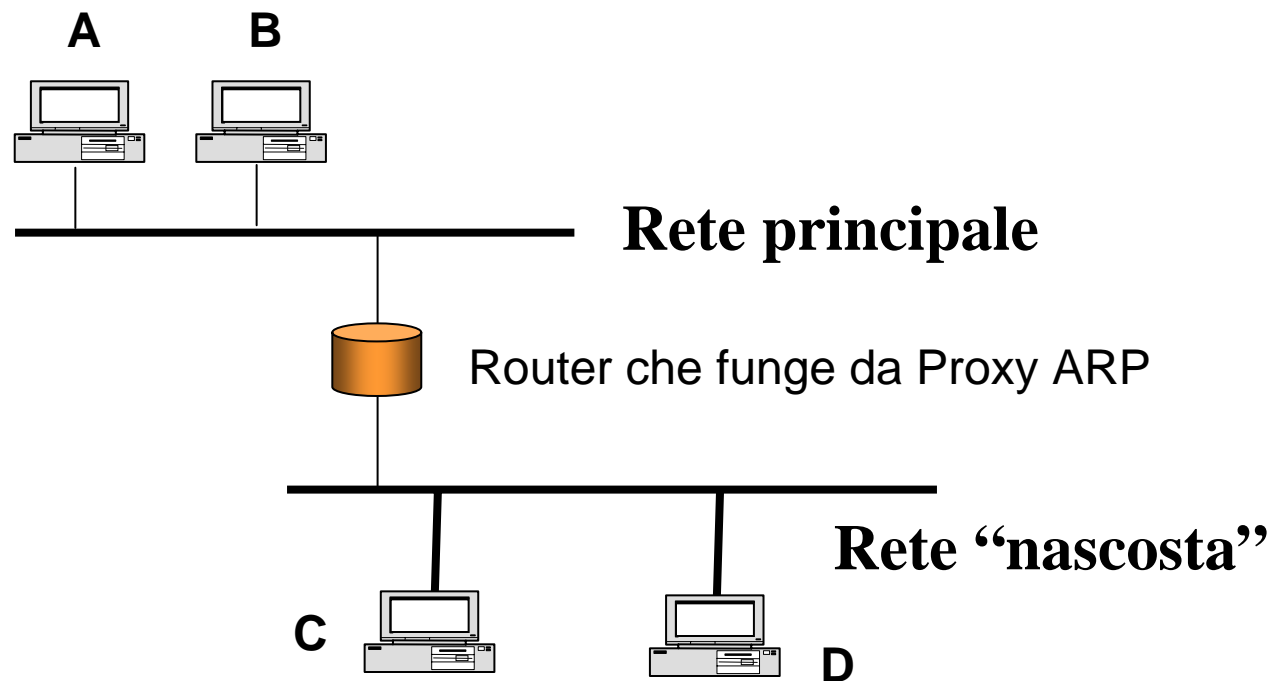 A
B
Rete principale
Router che funge da Proxy ARP
Rete “nascosta”
C
D